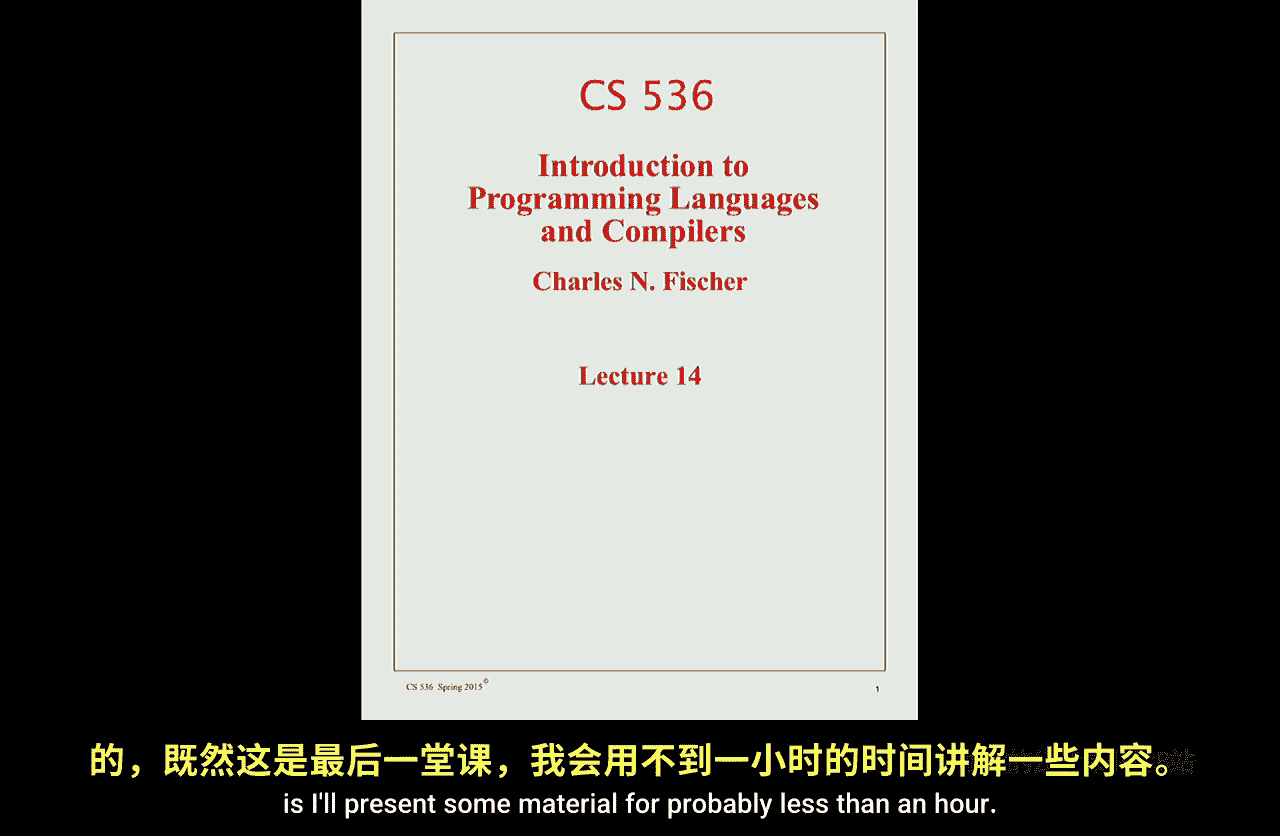 CS 536
Introduction to
Programming Languages
and Compilers
Charles N. Fischer
Lecture 14
CS 536 Spring 2015©
1
的，既然这是最后一堂课，我会用不到一小时的时间讲解一些内容。
is I'll present some material for probably less than an hour.